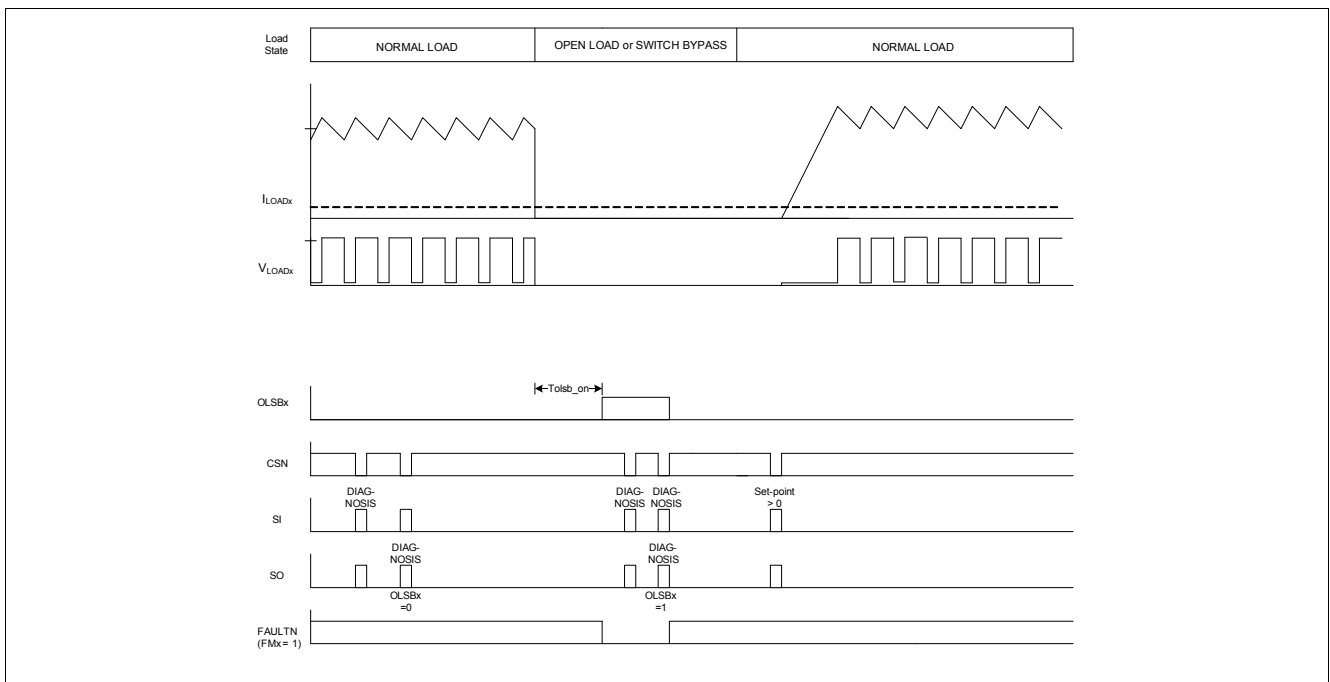 Load
State
NORMAL LOAD
OPEN LOAD or SWITCH BYPASS
NORMAL LOAD
ILOADx
VLOADx
Tolsb_on
OLSBx
CSN
DIAG-
NOSIS
DIAG-
NOSIS
DIAG-
NOSIS
Set-point
> 0
SI
DIAG-
NOSIS
DIAG-
NOSIS
SO
OLSBx
=0
OLSBx
=1
FAULTN
(FMx = 1)